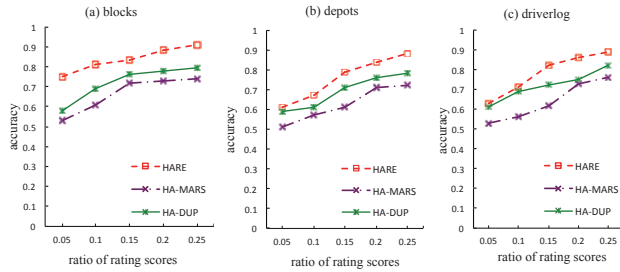 (a) blocks
accuracy
1
0.9
0.8
0.7
0.6
0.5
0.4
0.3
0.2
0.1
0
HARE
HA-MARS
HA-DUP
0.05 0.1 0.15 0.2 0.25
ratio of rating scores
(b) depots
accuracy
1
0.9
0.8
0.7
0.6
0.5
0.4
0.3
0.2
0.1
0
HARE
HA-MARS
HA-DUP
0.05 0.1 0.15 0.2 0.25
ratio of rating scores
(c) driverlog
accuracy
1
0.9
0.8
0.7
0.6
0.5
0.4
0.3
0.2
0.1
0
HARE
HA-MARS
HA-DUP
0.05 0.1 0.15 0.2 0.25
ratio of rating scores